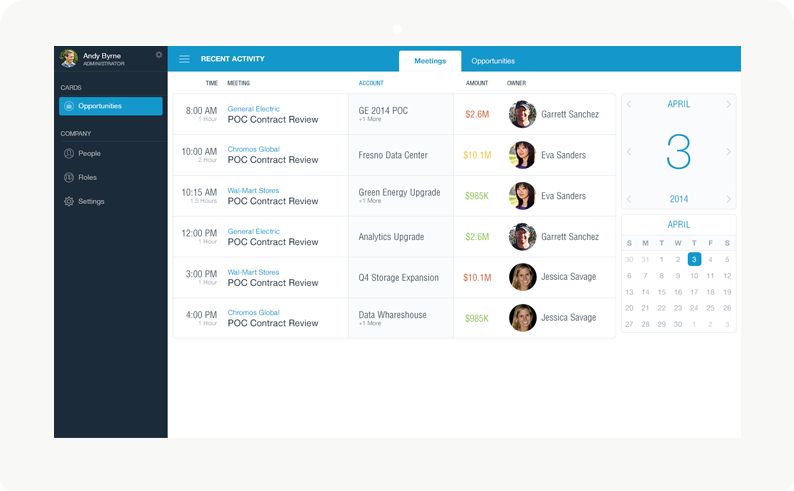 Andy Byrne
ADMINISTRATOR
CARDS
Opportunities
COMPANY
People
Roles
Settings
RECENT ACTIVITY
Meetings
Opportunities
TIME MEETING ACCOUNT AMOUNT OWNER
8:00 AM
1 Hour
General Electric
POC Contract Review
GE 2014 POC
+1 More
$2.6M
Garrett Sanchez
10:00 AM
2 Hour
Chromos Global
POC Contract Review
Fresno Data Center
$10.1M
Eva Sanders
10:15 AM
1.5 Hours
Wal-Mart Stores
POC Contract Review
Green Energy Upgrade
+1 More
$985K
Eva Sanders
12:00 PM
1 Hour
General Electric
POC Contract Review
Analytics Upgrade
$2.6M
Garrett Sanchez
3:00 PM
1 Hour
Wal-Mart Stores
POC Contract Review
Q4 Storage Expansion
$10.1M
Jessica Savage
4:00 PM
1 Hour
Chromos Global
POC Contract Review
Data Whareshouse
+1 More
$985K
Jessica Savage
APRIL
3
2014
APRIL
S M T W T F S
30 31 1 2 3 4 5
6 7 8 9 10 11 12
13 14 15 16 17 18 19
20 21 22 23 24 25 26
27 28 29 30 1 2 3